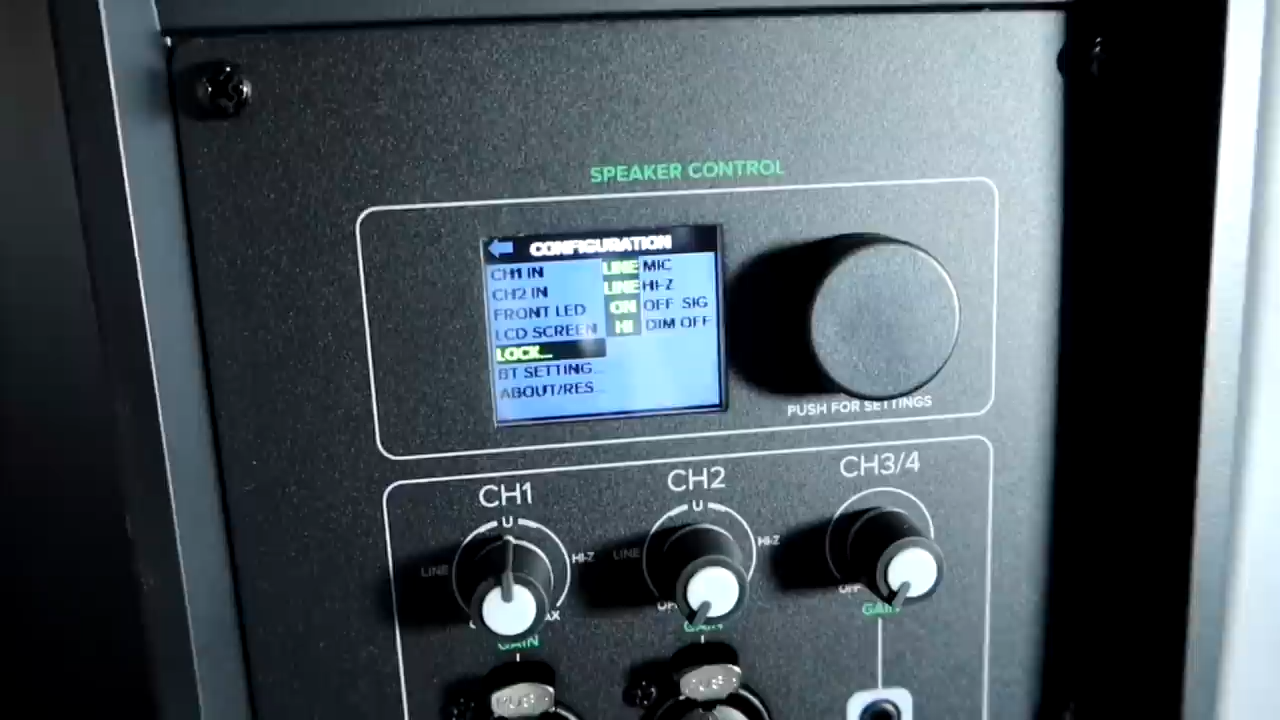 SPEAKER CONTROL
CONFIGURATION
CH1 IN LINE MIC
CH2 IN LINE HI-Z
FRONT LED ON OFF SIG
LCD SCREEN HI DIM OFF
LOCK...
BT SETTING...
ABOUT/RES...
PUSH FOR SETTINGS
CH1 CH2 CH3/4
U U
LINE HI-Z LINE HI-Z
OFF
GAIN GAIN GAIN